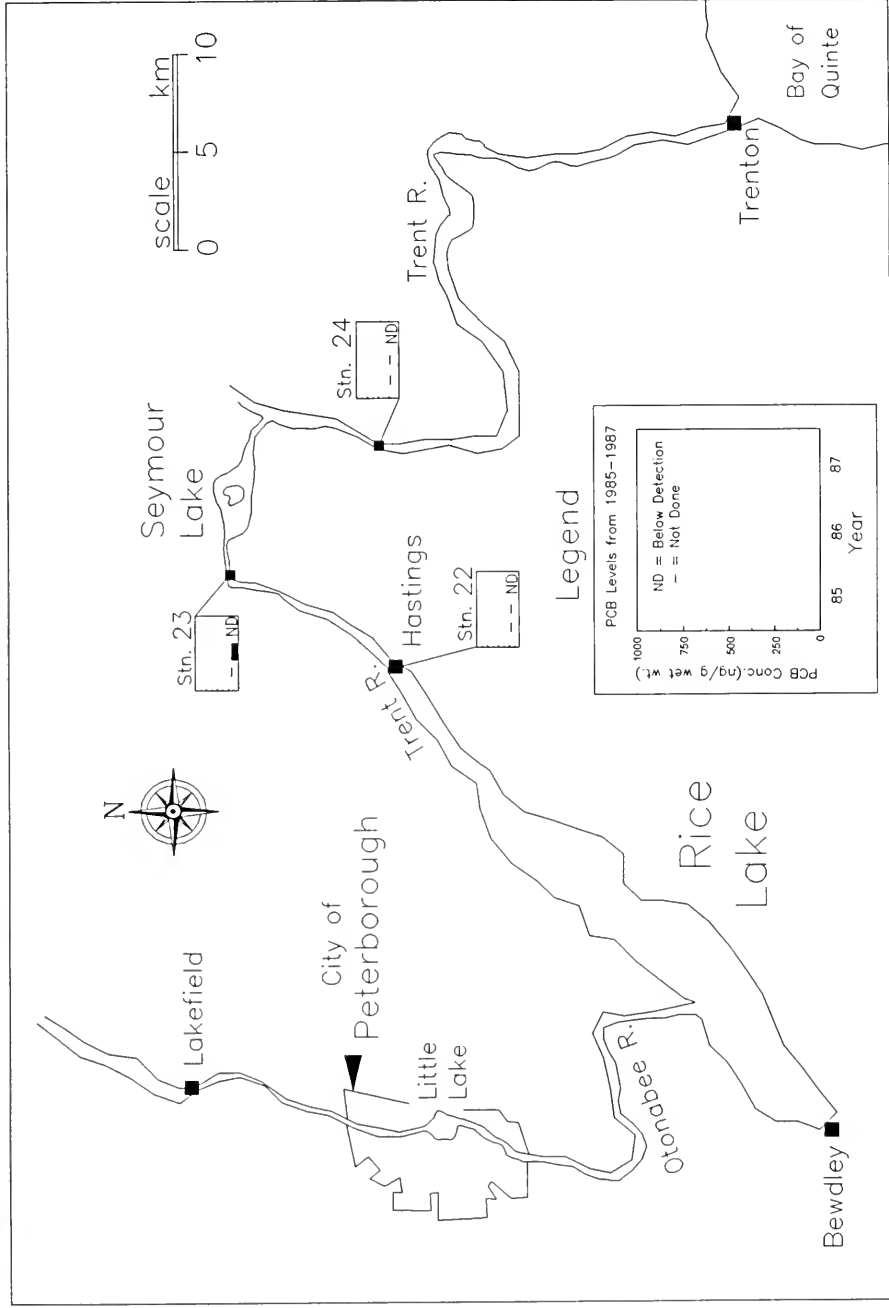 scale km
0 5 10
N
Lakefield
City of
Peterborough
Little
Lake
Otonabee R.
Bewdley
Rice
Lake
Trent R.
Hastings
Stn. 22
– – ND
Stn. 23
– ND
Seymour
Lake
Stn. 24
– – ND
Trent R.
Trenton
Bay of
Quinte
Legend
PCB Levels from 1985–1987
ND = Below Detection
– = Not Done
PCB Conc.(ng/g wet wt.)
1000
750
500
250
0
85 86 87
Year